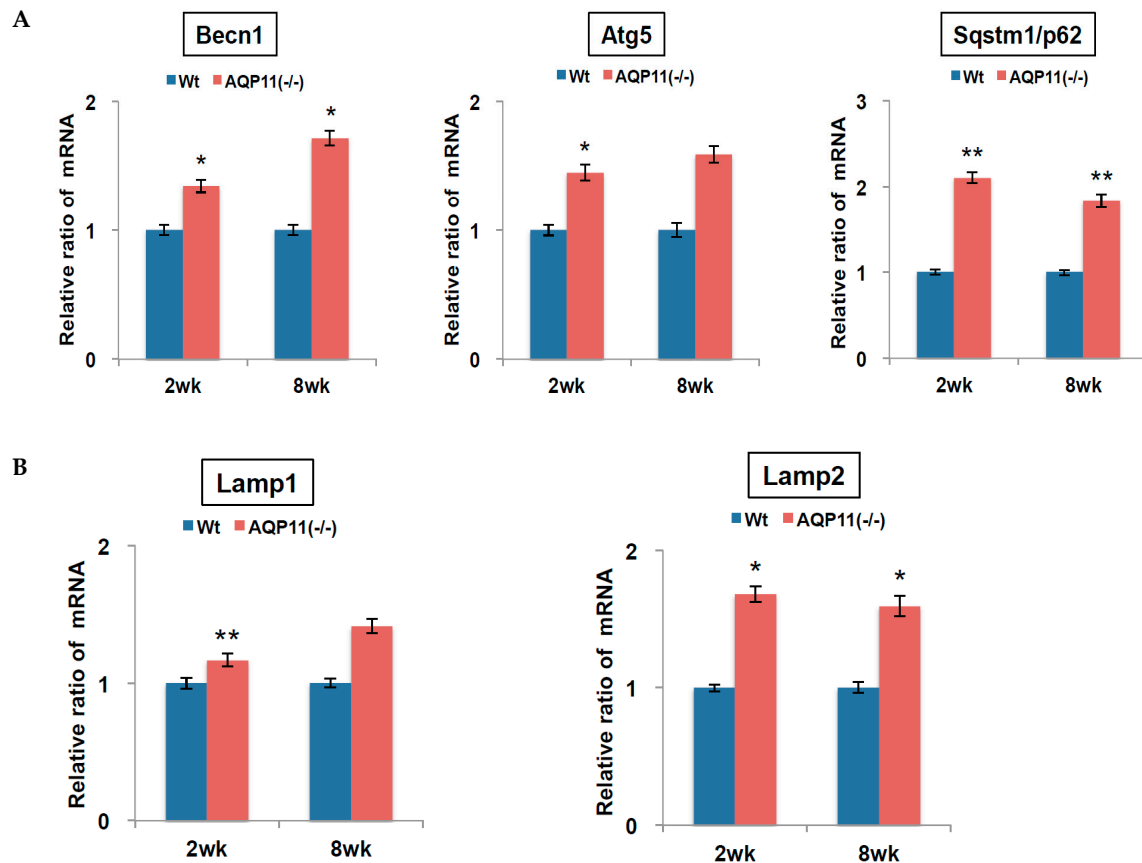 A
Becn1
Wt AQP11(-/-)
Relative ratio of mRNA
2
1
0
*
*
2wk 8wk
Atg5
Wt AQP11(-/-)
Relative ratio of mRNA
2
1
0
*
2wk 8wk
Sqstm1/p62
Wt AQP11(-/-)
Relative ratio of mRNA
3
2
1
0
**
**
2wk 8wk
B
Lamp1
Wt AQP11(-/-)
Relative ratio of mRNA
2
1
0
**
2wk 8wk
Lamp2
Wt AQP11(-/-)
Relative ratio of mRNA
2
1
0
*
*
2wk 8wk